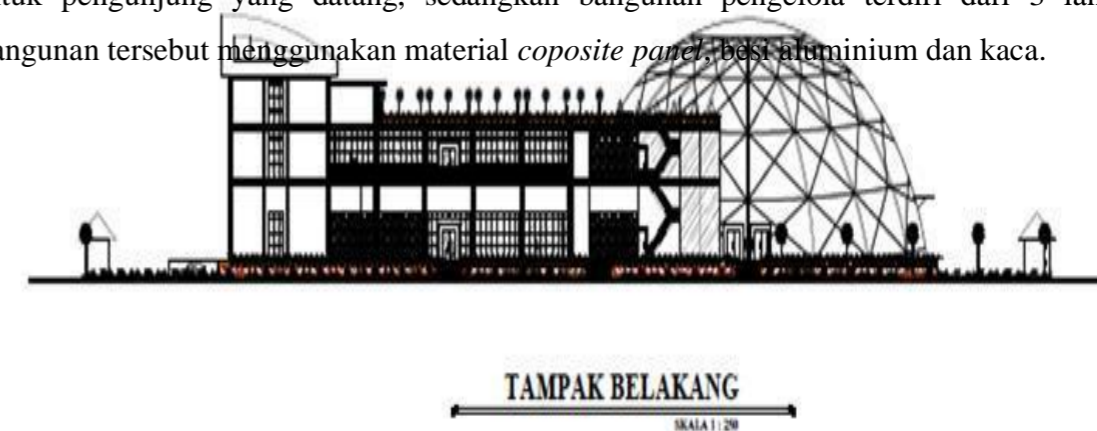 untuk pengunjung yang datang, sedangkan bangunan pengelola terdiri dari 3
bangunan tersebut menggunakan material coposite panel, besi aluminium dan kaca.
TAMPAK BELAKANG
SKALA 1 : 250